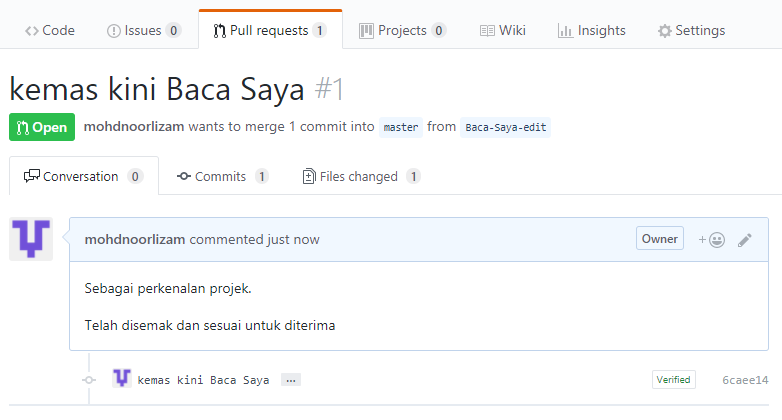 Code Issues 0 Pull requests 1 Projects 0 Wiki Insights Settings
kemas kini Baca Saya #1
Open mohdnoorlizam wants to merge 1 commit into master from Baca-Saya-edit
Conversation 0 Commits 1 Files changed 1
mohdnoorlizam commented just now Owner +
Sebagai perkenalan projek.
Telah disemak dan sesuai untuk diterima
kemas kini Baca Saya ... Verified 6caee14